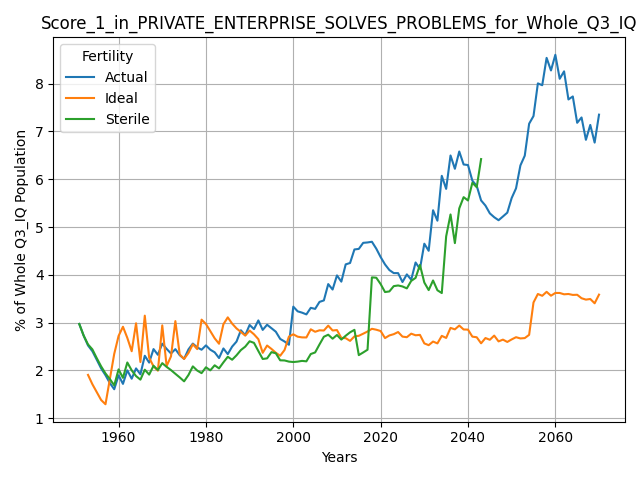 Score_1_in_PRIVATE_ENTERPRISE_SOLVES_PROBLEMS_for_Whole_Q3_IQ
Fertility
Actual
Ideal
Sterile
% of Whole Q3_IQ Population
8
7
6
5
4
3
2
1
1960 1980 2000 2020 2040 2060
Years